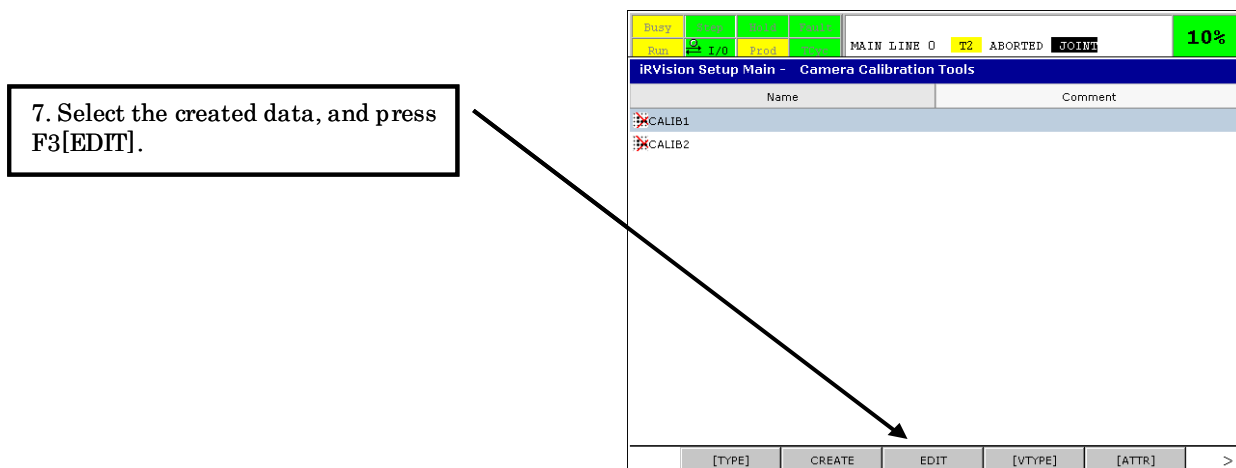 7. Select the created data, and press
F3[EDIT].
Busy Step Hold Fault
Run I/O Prod TCyc
MAIN LINE 0 T2 ABORTED JOINT
10%
iRVision Setup Main - Camera Calibration Tools
Name Comment
CALIB1
CALIB2
[TYPE] CREATE EDIT [VTYPE] [ATTR] >